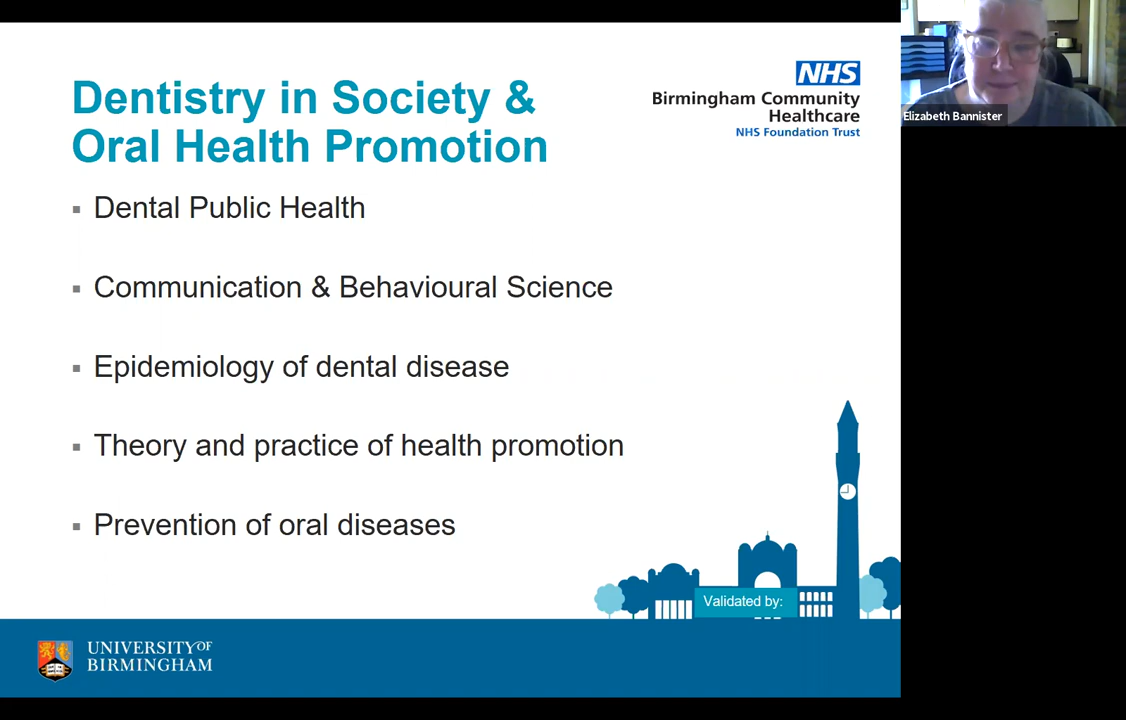 Dentistry in Society &
Oral Health Promotion
NHS
Birmingham Community
Healthcare
NHS Foundation Trust
Elizabeth Bannister
▪ Dental Public Health
▪ Communication & Behavioural Science
▪ Epidemiology of dental disease
▪ Theory and practice of health promotion
▪ Prevention of oral diseases
Validated by:
UNIVERSITY OF
BIRMINGHAM